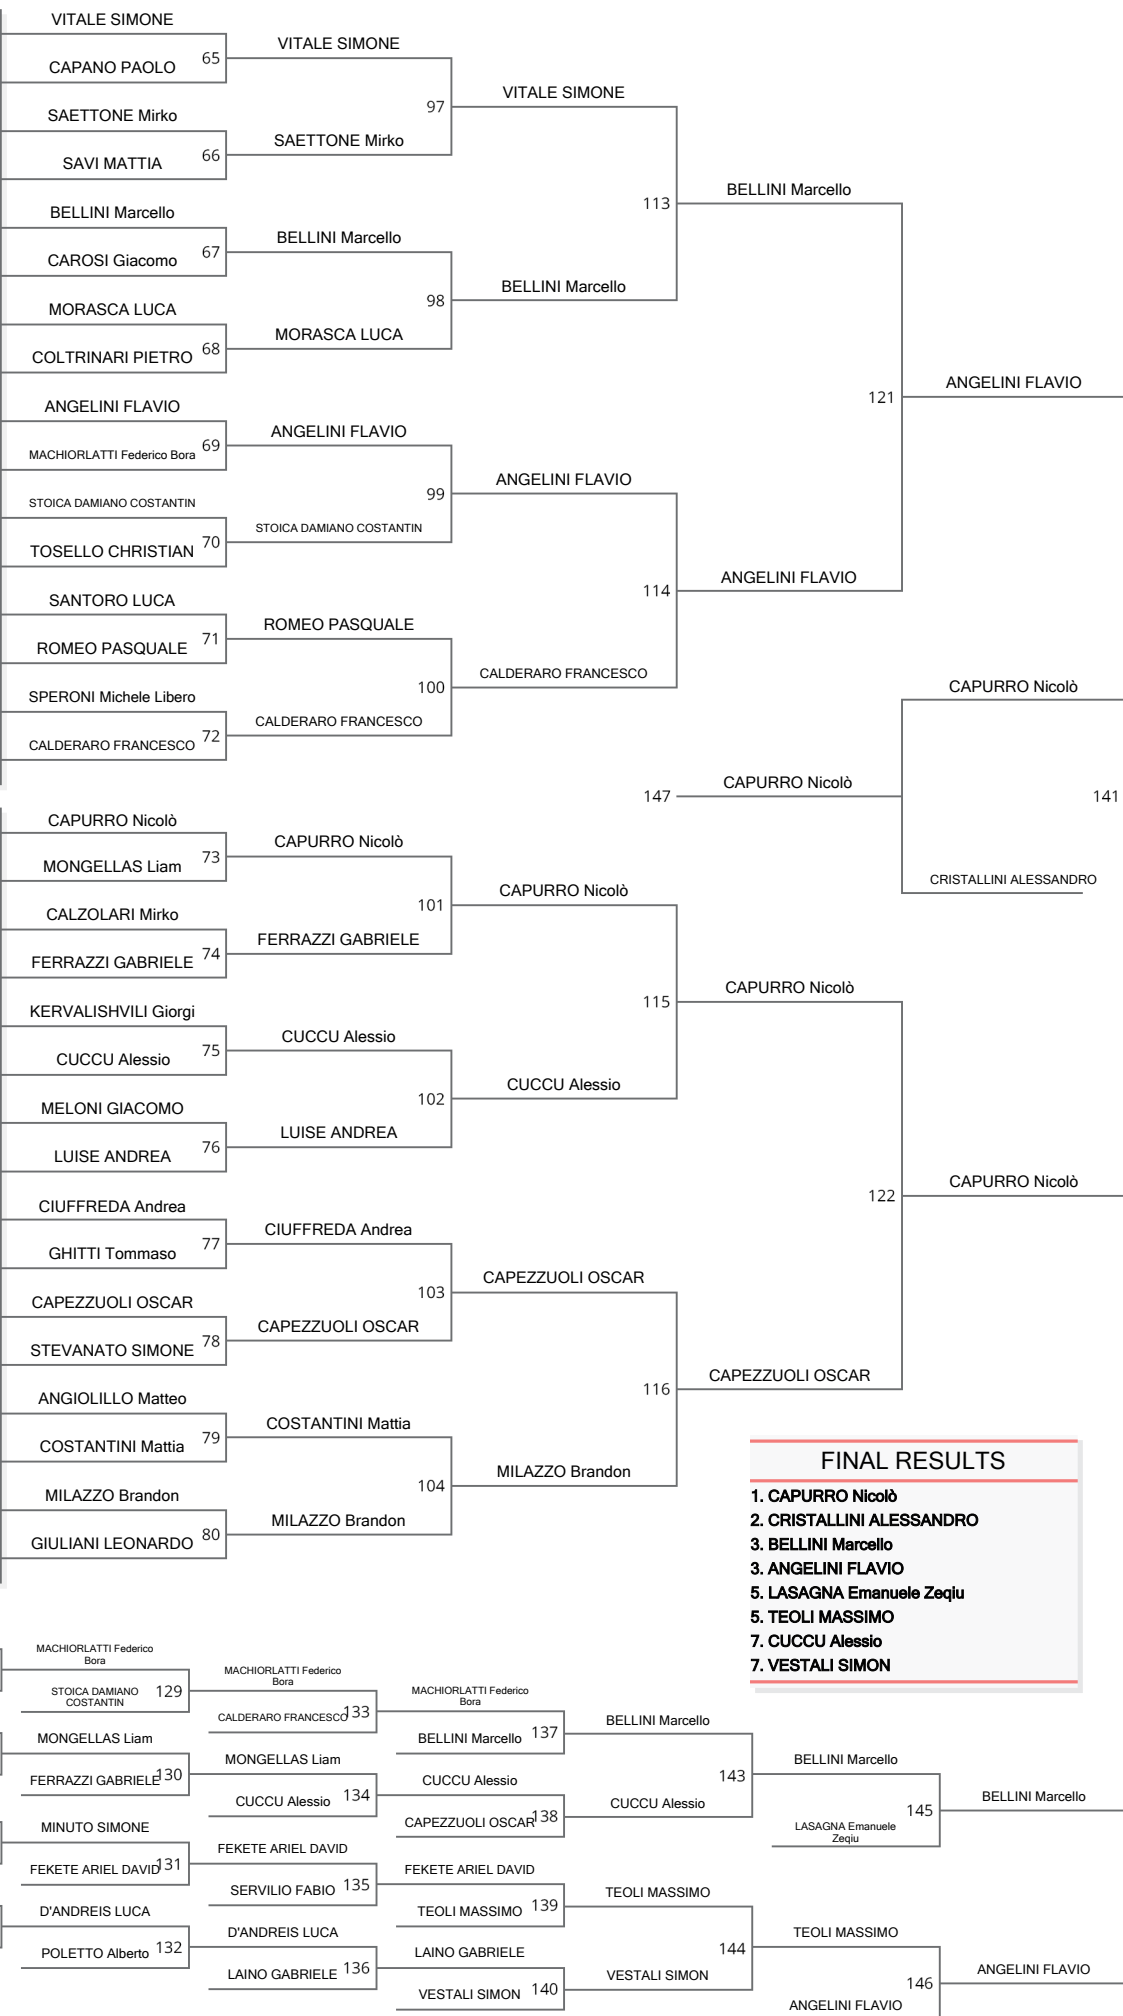 VITALE SIMONE
CAPANO PAOLO
65
VITALE SIMONE
SAETTONE Mirko
SAVI MATTIA
66
SAETTONE Mirko
97
VITALE SIMONE
BELLINI Marcello
CAROSI Giacomo
67
BELLINI Marcello
MORASCA LUCA
COLTRINARI PIETRO
68
MORASCA LUCA
98
BELLINI Marcello
113
BELLINI Marcello
ANGELINI FLAVIO
MACHIORLATTI Federico Bora
69
ANGELINI FLAVIO
STOICA DAMIANO COSTANTIN
TOSELLO CHRISTIAN
70
STOICA DAMIANO COSTANTIN
99
ANGELINI FLAVIO
SANTORO LUCA
ROMEO PASQUALE
71
ROMEO PASQUALE
SPERONI Michele Libero
CALDERARO FRANCESCO
72
CALDERARO FRANCESCO
100
CALDERARO FRANCESCO
114
ANGELINI FLAVIO
121
ANGELINI FLAVIO
CAPURRO Nicolò
147
CAPURRO Nicolò
141
CRISTALLINI ALESSANDRO
CAPURRO Nicolò
MONGELLAS Liam
73
CAPURRO Nicolò
CALZOLARI Mirko
FERRAZZI GABRIELE
74
FERRAZZI GABRIELE
101
CAPURRO Nicolò
KERVALISHVILI Giorgi
CUCCU Alessio
75
CUCCU Alessio
MELONI GIACOMO
LUISE ANDREA
76
LUISE ANDREA
102
CUCCU Alessio
115
CAPURRO Nicolò
CIUFFREDA Andrea
GHITTI Tommaso
77
CIUFFREDA Andrea
CAPEZZUOLI OSCAR
STEVANATO SIMONE
78
CAPEZZUOLI OSCAR
103
CAPEZZUOLI OSCAR
ANGIOLILLO Matteo
COSTANTINI Mattia
79
COSTANTINI Mattia
MILAZZO Brandon
GIULIANI LEONARDO
80
MILAZZO Brandon
104
MILAZZO Brandon
116
CAPEZZUOLI OSCAR
122
CAPURRO Nicolò
FINAL RESULTS
1. CAPURRO Nicolò
2. CRISTALLINI ALESSANDRO
3. BELLINI Marcello
3. ANGELINI FLAVIO
5. LASAGNA Emanuele Zeqiu
5. TEOLI MASSIMO
7. CUCCU Alessio
7. VESTALI SIMON
MACHIORLATTI Federico
Bora
STOICA DAMIANO
COSTANTIN
129
MACHIORLATTI Federico
Bora
CALDERARO FRANCESCO
133
MACHIORLATTI Federico
Bora
BELLINI Marcello
137
BELLINI Marcello
MONGELLAS Liam
FERRAZZI GABRIELE
130
MONGELLAS Liam
CUCCU Alessio
134
CUCCU Alessio
CAPEZZUOLI OSCAR
138
CUCCU Alessio
143
BELLINI Marcello
LASAGNA Emanuele
Zeqiu
145
BELLINI Marcello
MINUTO SIMONE
FEKETE ARIEL DAVID
131
FEKETE ARIEL DAVID
SERVILIO FABIO
135
FEKETE ARIEL DAVID
TEOLI MASSIMO
139
TEOLI MASSIMO
D'ANDREIS LUCA
POLETTO Alberto
132
D'ANDREIS LUCA
LAINO GABRIELE
136
LAINO GABRIELE
VESTALI SIMON
140
VESTALI SIMON
144
TEOLI MASSIMO
ANGELINI FLAVIO
146
ANGELINI FLAVIO